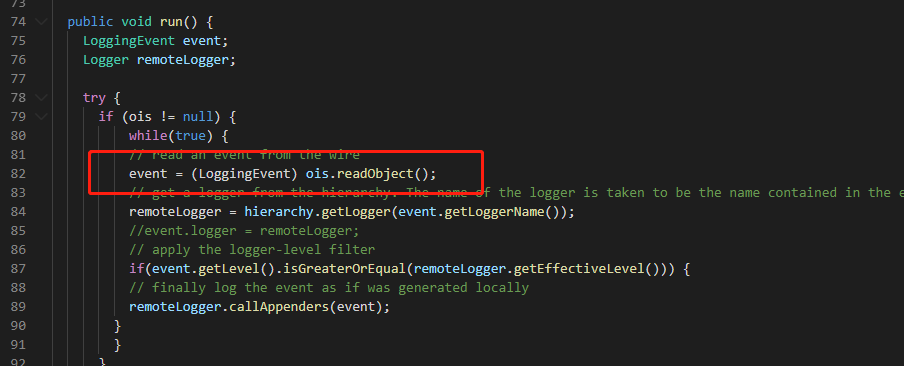 73
74 public void run() {
75 LoggingEvent event;
76 Logger remoteLogger;
77
78 try {
79 if (ois != null) {
80 while(true) {
81 // read an event from the wire
82 event = (LoggingEvent) ois.readObject();
83 // get a logger from the hierarchy. The name of the logger is taken to be the name contained in the e
84 remoteLogger = hierarchy.getLogger(event.getLoggerName());
85 //event.logger = remoteLogger;
86 // apply the logger-level filter
87 if(event.getLevel().isGreaterOrEqual(remoteLogger.getEffectiveLevel())) {
88 // finally log the event as if was generated locally
89 remoteLogger.callAppenders(event);
90 }
91 }
92 }